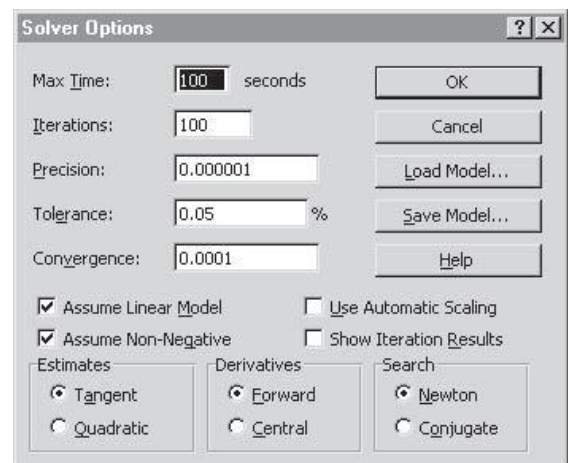 Solver Options
Max Time: 100 seconds OK
Iterations: 100 Cancel
Precision: 0.000001 Load Model...
Tolerance: 0.05 % Save Model...
Convergence: 0.0001 Help
Assume Linear Model Use Automatic Scaling
Assume Non-Negative Show Iteration Results
Estimates Derivatives Search
Tangent Forward Newton
Quadratic Central Conjugate